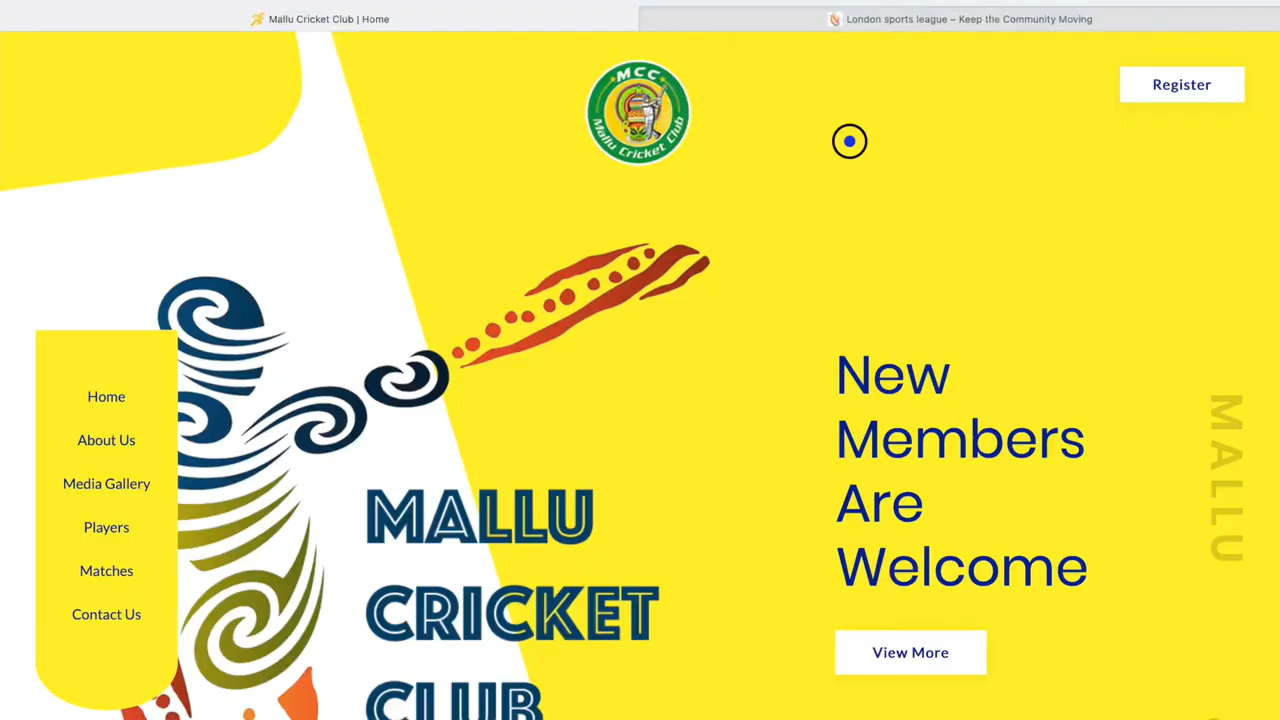 Mallu Cricket Club | Home
London sports league – Keep the Community Moving
MCC
Mallu Cricket Club
Register
Home
About Us
Media Gallery
Players
Matches
Contact Us
MALLU
CRICKET
CLUB
New
Members
Are
Welcome
View More
MALLU